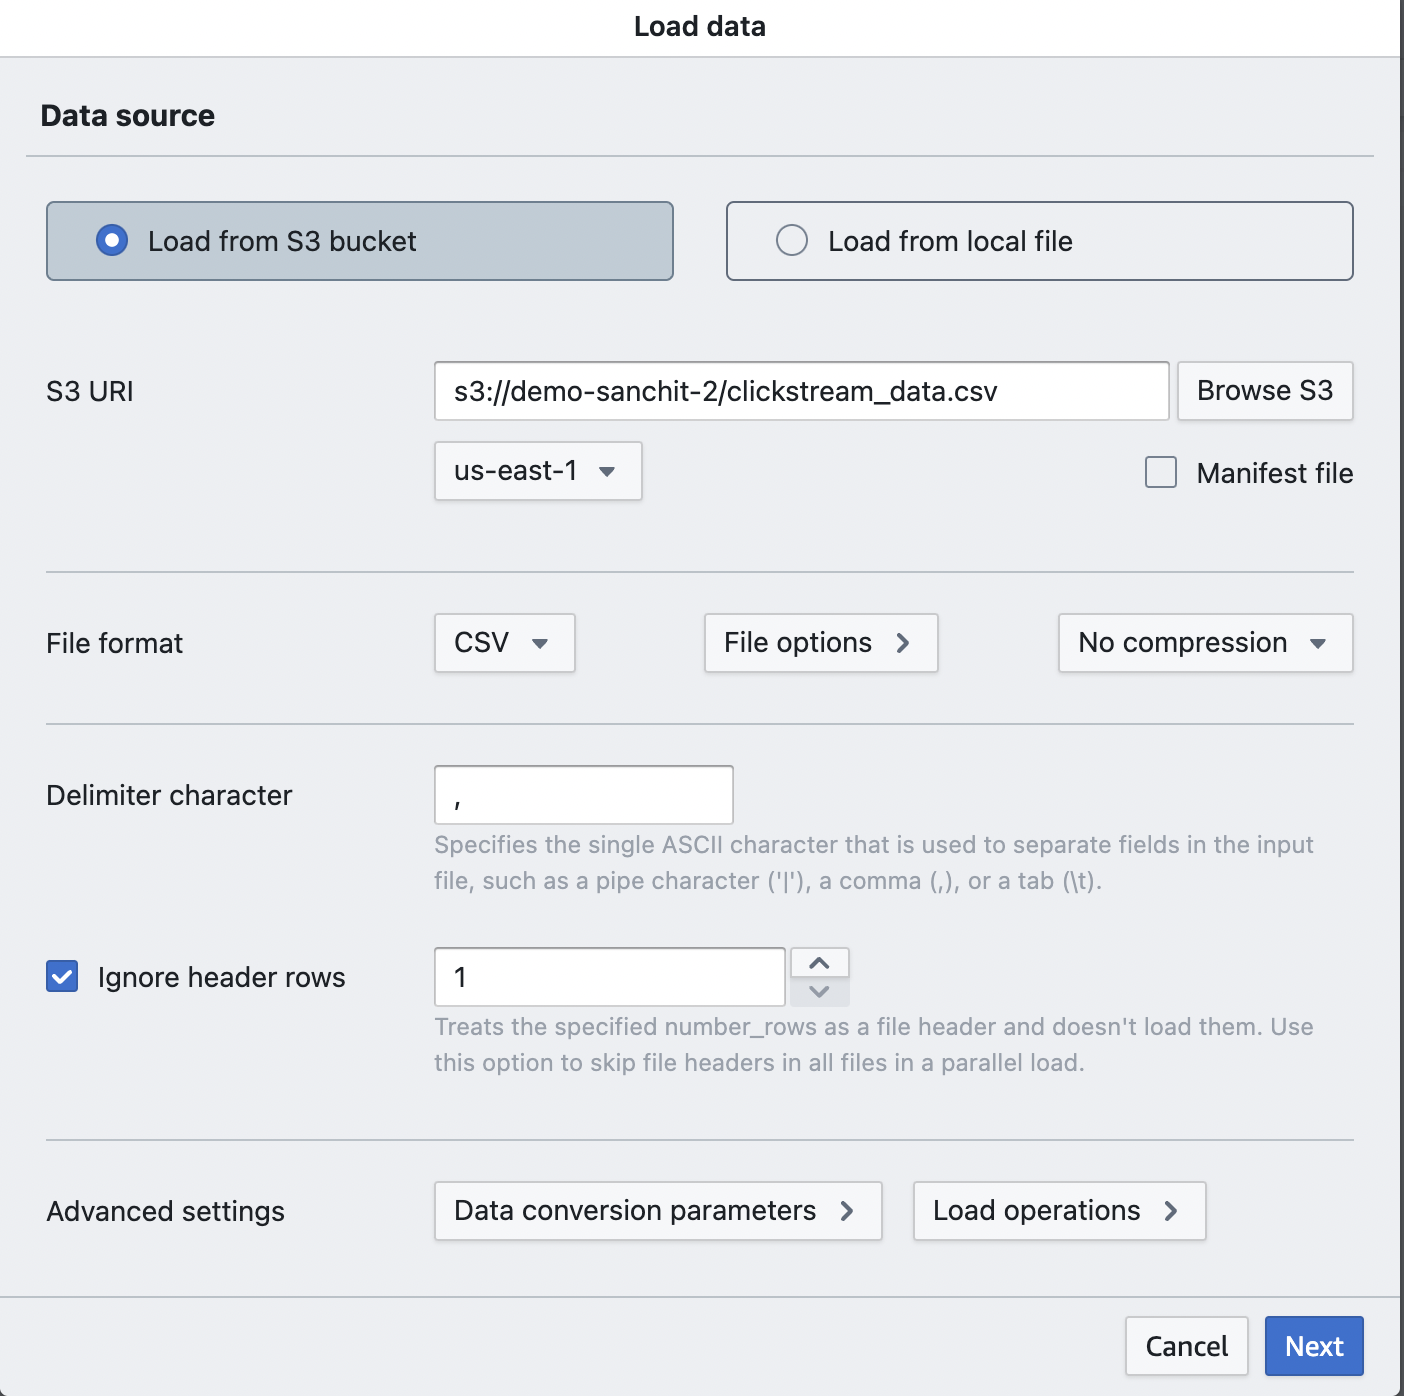 Load data
Data source
Load from S3 bucket
Load from local file
S3 URI
s3://demo-sanchit-2/clickstream_data.csv
Browse S3
us-east-1
Manifest file
File format
CSV
File options
No compression
Delimiter character
,
Specifies the single ASCII character that is used to separate fields in the input
file, such as a pipe character ('|'), a comma (,), or a tab (\t).
Ignore header rows
1
Treats the specified number_rows as a file header and doesn't load them. Use
this option to skip file headers in all files in a parallel load.
Advanced settings
Data conversion parameters
Load operations
Cancel
Next